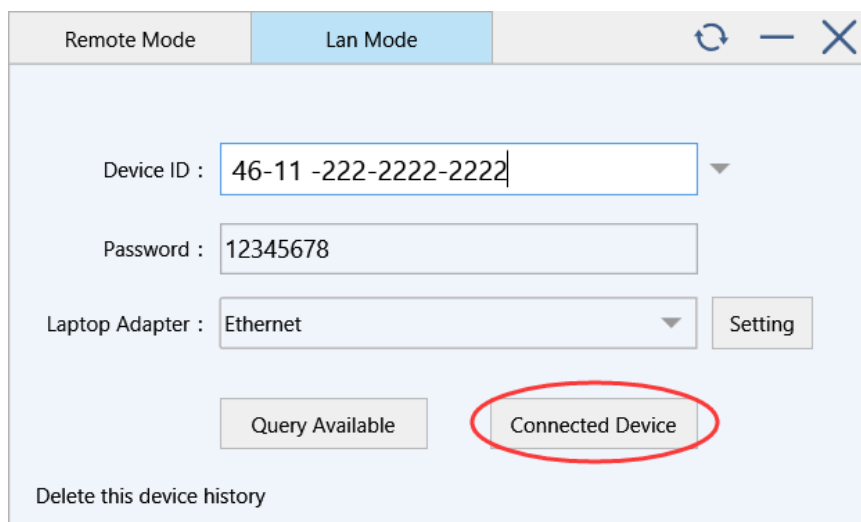 Remote Mode Lan Mode
Device ID : 46-11 -222-2222-2222
Password : 12345678
Laptop Adapter : Ethernet Setting
Query Available Connected Device
Delete this device history